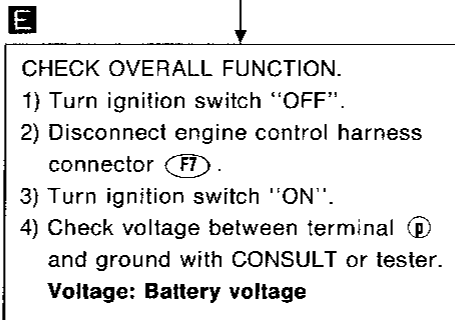 E
CHECK OVERALL FUNCTION.
1) Turn ignition switch “OFF”.
2) Disconnect engine control harness
connector (F7) .
3) Turn ignition switch “ON”.
4) Check voltage between terminal (p)
and ground with CONSULT or tester.
Voltage: Battery voltage